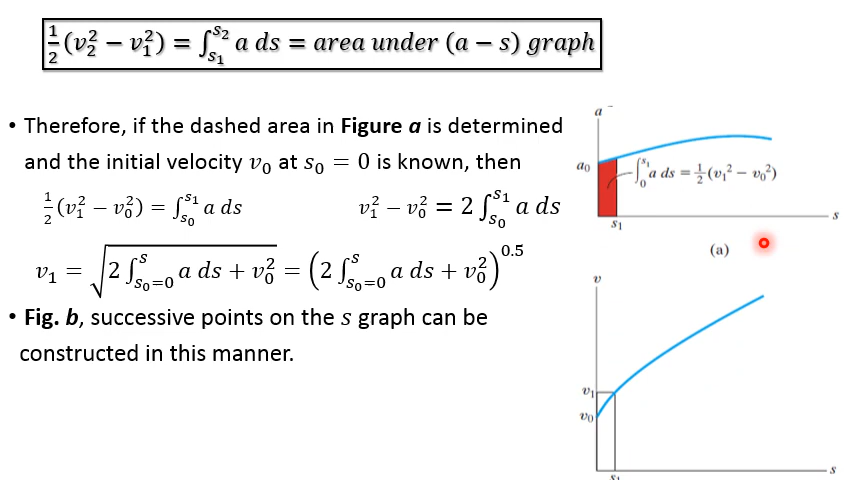 ½(v₂² − v₁²) = ∫_{s₁}^{s₂} a ds = area under (a − s) graph
• Therefore, if the dashed area in Figure a is determined
and the initial velocity v₀ at s₀ = 0 is known, then
½(v₁² − v₀²) = ∫_{s₀}^{s₁} a ds
v₁² − v₀² = 2 ∫_{s₀}^{s₁} a ds
v₁ = √(2 ∫_{s₀=0}^{s} a ds + v₀²) = (2 ∫_{s₀=0}^{s} a ds + v₀²)^{0.5}
• Fig. b, successive points on the s graph can be
constructed in this manner.
a
a₀
∫₀^{s₁} a ds = ½(v₁² − v₀²)
s
s₁
(a)
v
v₁
v₀
s
s₁